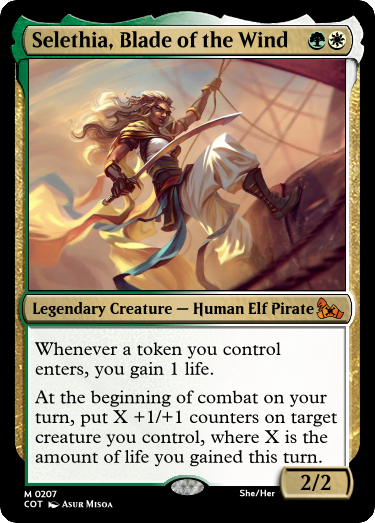 Selethia, Blade of the Wind
Legendary Creature — Human Elf Pirate
Whenever a token you control
enters, you gain 1 life.
At the beginning of combat on your
turn, put X +1/+1 counters on target
creature you control, where X is the
amount of life you gained this turn.
2/2
M 0207
She/Her
COT Asur Misoa